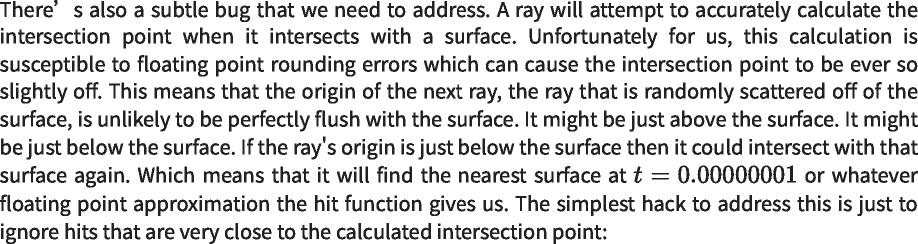 There’s also a subtle bug that we need to address. A ray will attempt to accurately calculate the
intersection point when it intersects with a surface. Unfortunately for us, this calculation is
susceptible to floating point rounding errors which can cause the intersection point to be ever so
slightly off. This means that the origin of the next ray, the ray that is randomly scattered off of the
surface, is unlikely to be perfectly flush with the surface. It might be just above the surface. It might
be just below the surface. If the ray's origin is just below the surface then it could intersect with that
surface again. Which means that it will find the nearest surface at t = 0.00000001 or whatever
floating point approximation the hit function gives us. The simplest hack to address this is just to
ignore hits that are very close to the calculated intersection point: